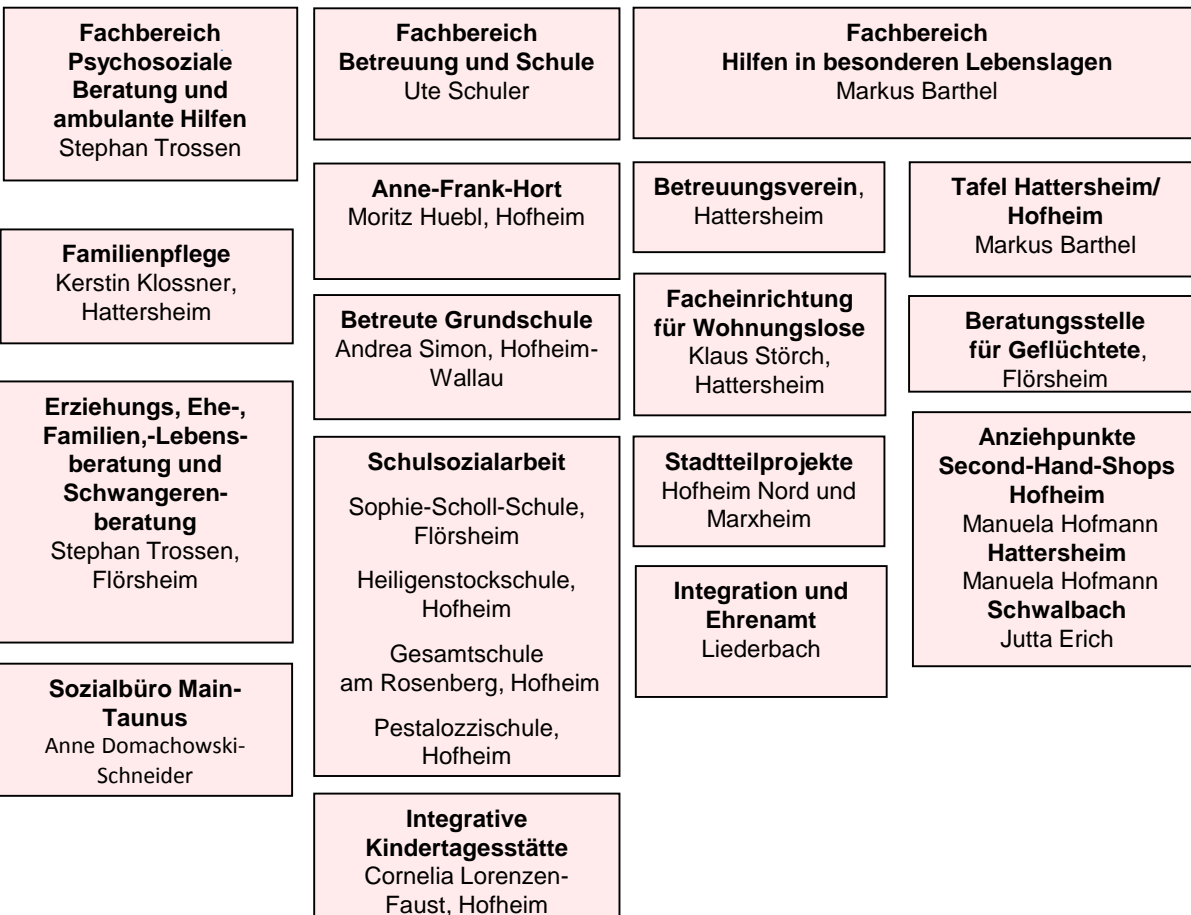 Fachbereich
Psychosoziale
Beratung und
ambulante Hilfen
Stephan Trossen
Familienpflege
Kerstin Klossner,
Hattersheim
Erziehungs, Ehe-,
Familien,-Lebens-
beratung und
Schwangeren-
beratung
Stephan Trossen,
Flörsheim
Sozialbüro Main-
Taunus
Anne Domachowski-
Schneider
Fachbereich
Betreuung und Schule
Ute Schuler
Anne-Frank-Hort
Moritz Huebl, Hofheim
Betreute Grundschule
Andrea Simon, Hofheim-
Wallau
Schulsozialarbeit
Sophie-Scholl-Schule,
Flörsheim
Heiligenstockschule,
Hofheim
Gesamtschule
am Rosenberg, Hofheim
Pestalozzischule,
Hofheim
Integrative
Kindertagesstätte
Cornelia Lorenzen-
Faust, Hofheim
Fachbereich
Hilfen in besonderen Lebenslagen
Markus Barthel
Betreuungsverein,
Hattersheim
Facheinrichtung
für Wohnungslose
Klaus Störch,
Hattersheim
Stadtteilprojekte
Hofheim Nord und
Marxheim
Integration und
Ehrenamt
Liederbach
Tafel Hattersheim/
Hofheim
Markus Barthel
Beratungsstelle
für Geflüchtete,
Flörsheim
Anziehpunkte
Second-Hand-Shops
Hofheim
Manuela Hofmann
Hattersheim
Manuela Hofmann
Schwalbach
Jutta Erich